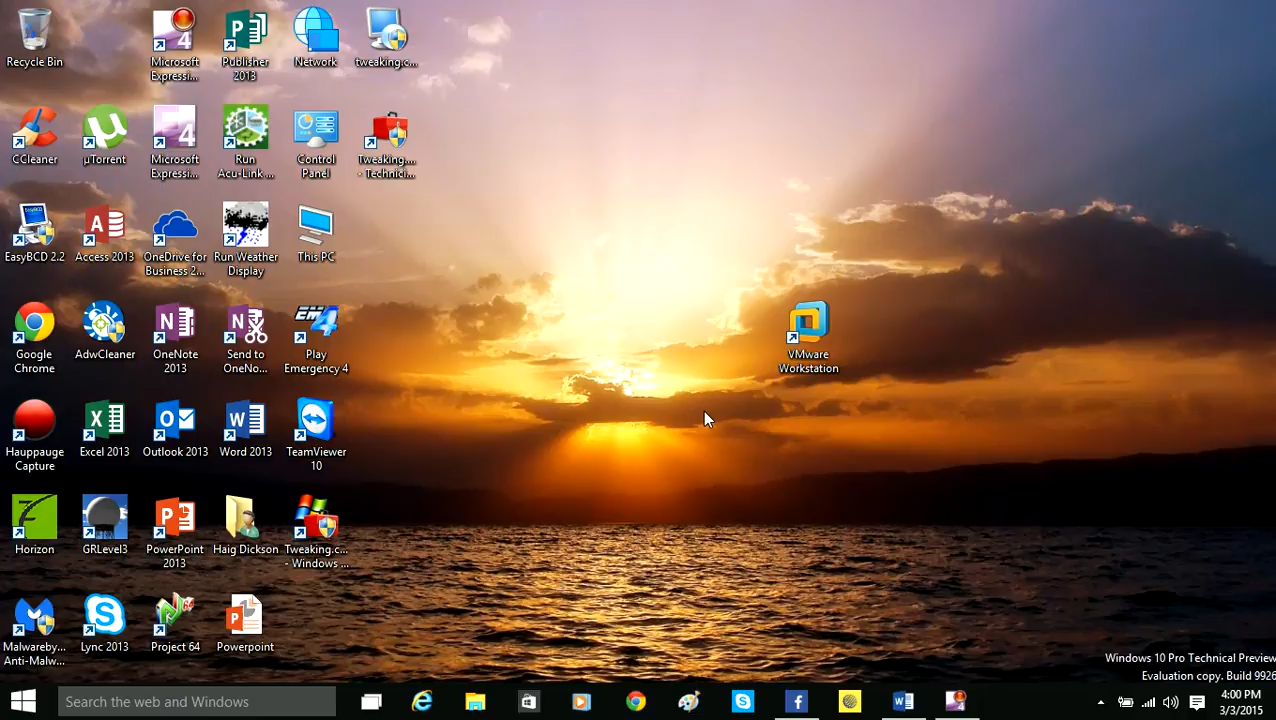 Recycle Bin
Microsoft
Expressi...
Publisher
2013
Network
tweaking.c...
CCleaner
µTorrent
Microsoft
Expressi...
Run
Acu-Link ...
Control
Panel
Tweaking....
- Technici...
EasyBCD 2.2
Access 2013
OneDrive for
Business 2...
Run Weather
Display
This PC
Google
Chrome
AdwCleaner
OneNote
2013
Send to
OneNo...
EM4
Play
Emergency 4
VMware
Workstation
Hauppauge
Capture
Excel 2013
Outlook 2013
Word 2013
TeamViewer
10
Horizon
GRLevel3
PowerPoint
2013
Haig Dickson
Tweaking.c...
- Windows ...
Malwareby...
Anti-Malw...
Lync 2013
Project 64
Powerpoint
Windows 10 Pro Technical Preview
Evaluation copy. Build 9926
Search the web and Windows
4:00 PM
3/3/2015